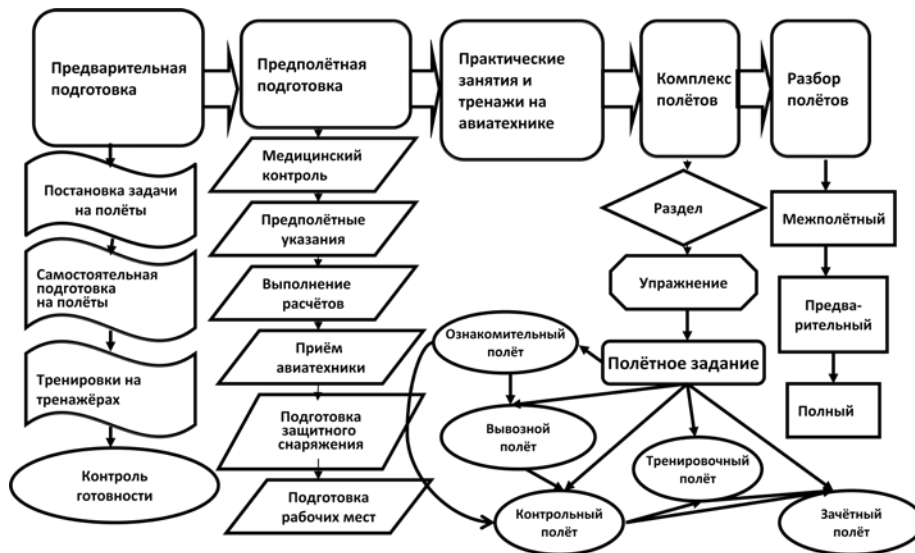 Предварительная
подготовка
Предполётная
подготовка
Практические
занятия и
тренажи на
авиатехнике
Комплекс
полётов
Разбор
полётов
Постановка задачи
на полёты
Самостоятельная
подготовка
на полёты
Тренировки на
тренажёрах
Контроль
готовности
Медицинский
контроль
Предполётные
указания
Выполнение
расчётов
Приём
авиатехники
Подготовка
защитного
снаряжения
Подготовка
рабочих мест
Раздел
Упражнение
Полётное задание
Ознакомительный
полёт
Вывозной
полёт
Контрольный
полёт
Тренировочный
полёт
Зачётный
полёт
Межполётный
Предва-
рительный
Полный